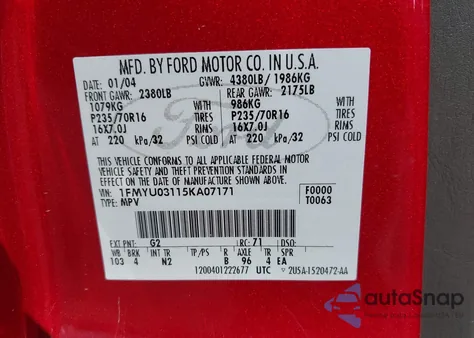 MFD. BY FORD MOTOR CO. IN U.S.A.
DATE: 01/04 GVWR: 4380LB/1986KG
FRONT GAWR: 2380LB REAR GAWR: 2175LB
1079KG WITH 986KG WITH
P235/70R16 TIRES P235/70R16 TIRES
16X7.0J RIMS 16X7.0J RIMS
AT 220 kPa/32 PSI COLD AT 220 kPa/32 PSI COLD
THIS VEHICLE CONFORMS TO ALL APPLICABLE FEDERAL MOTOR
VEHICLE SAFETY AND THEFT PREVENTION STANDARDS IN
EFFECT ON THE DATE OF MANUFACTURE SHOWN ABOVE.
VIN: 1FMYU03115KA07171 F0000
TYPE: MPV T0063
EXT PNT: G2 RC: 71 DSO:
WB BRK INT TR TP/PS R AXLE TR SPR
103 4 N2 B 96 4 EA
1200401222677 UTC 2U5A-1520472-AA
Ford
autoSnap